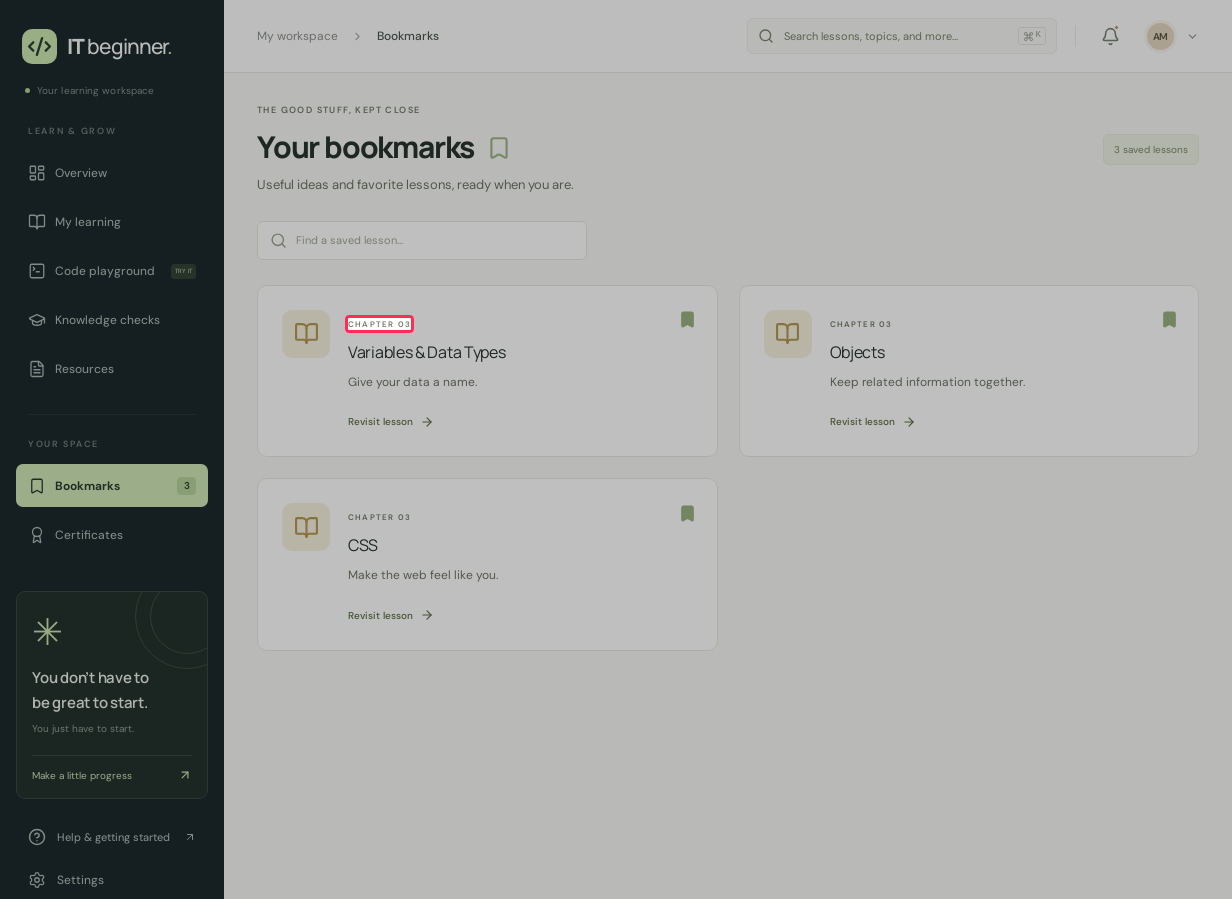 IT beginner.
Your learning workspace
LEARN & GROW
Overview
My learning
Code playground TRY IT
Knowledge checks
Resources
YOUR SPACE
Bookmarks 3
Certificates
You don't have to
be great to start.
You just have to start.
Make a little progress
Help & getting started
Settings
My workspace Bookmarks
Search lessons, topics, and more... ⌘K
AM
THE GOOD STUFF, KEPT CLOSE
Your bookmarks
Useful ideas and favorite lessons, ready when you are.
3 saved lessons
Find a saved lesson...
CHAPTER 03
Variables & Data Types
Give your data a name.
Revisit lesson
CHAPTER 03
Objects
Keep related information together.
Revisit lesson
CHAPTER 03
CSS
Make the web feel like you.
Revisit lesson